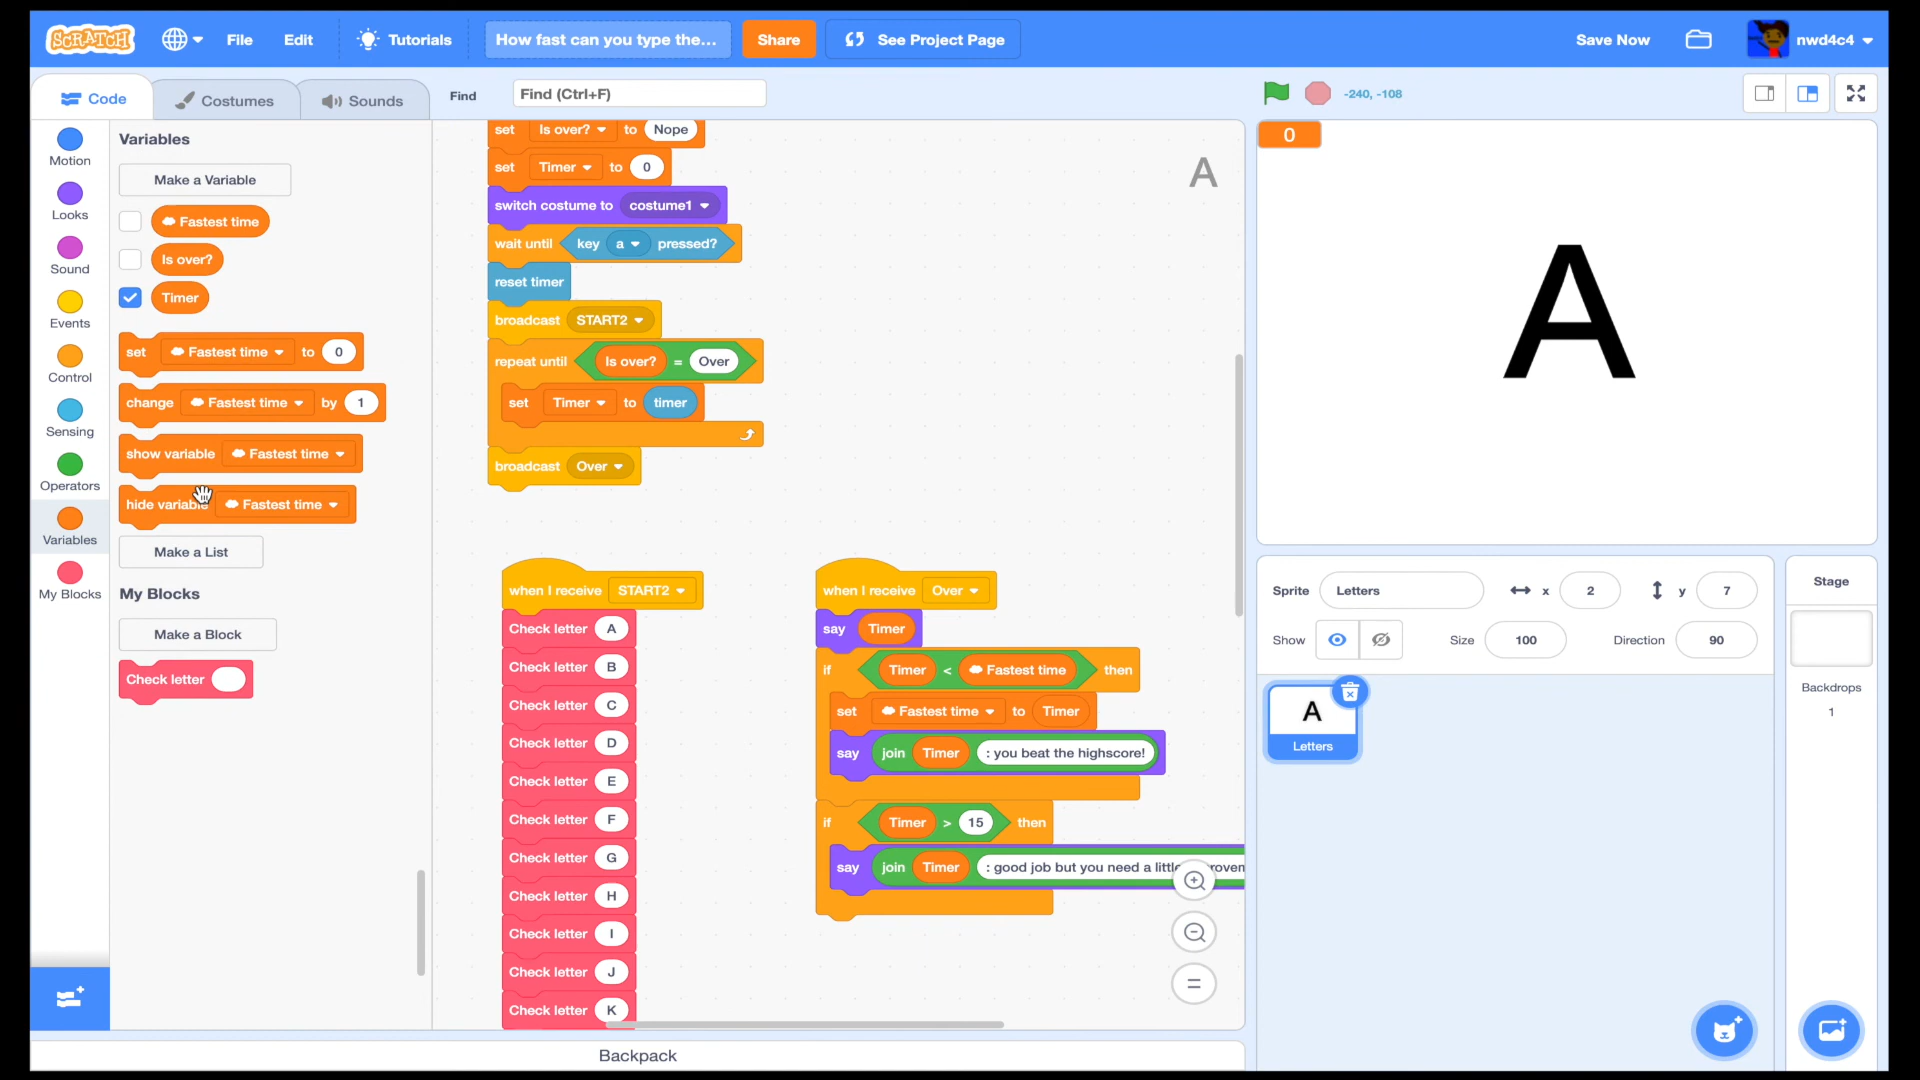 SCRATCH File Edit Tutorials How fast can you type the... Share See Project Page Save Now nwd4c4
Code Costumes Sounds Find Find (Ctrl+F) -240, -108
Motion
Looks
Sound
Events
Control
Sensing
Operators
Variables
My Blocks
Variables
Make a Variable
Fastest time
Is over?
Timer
set Fastest time to 0
change Fastest time by 1
show variable Fastest time
hide variable Fastest time
Make a List
My Blocks
Make a Block
Check letter
set Is over? to Nope
set Timer to 0
switch costume to costume1
wait until key a pressed?
reset timer
broadcast START2
repeat until Is over? = Over
set Timer to timer
broadcast Over
when I receive START2
Check letter A
Check letter B
Check letter C
Check letter D
Check letter E
Check letter F
Check letter G
Check letter H
Check letter I
Check letter J
Check letter K
when I receive Over
say Timer
if Timer < Fastest time then
set Fastest time to Timer
say join Timer : you beat the highscore!
if Timer > 15 then
say join Timer : good job but you need a
A
Backpack
0
A
Sprite Letters x 2 y 7
Show Size 100 Direction 90
A
Letters
Stage
Backdrops
1